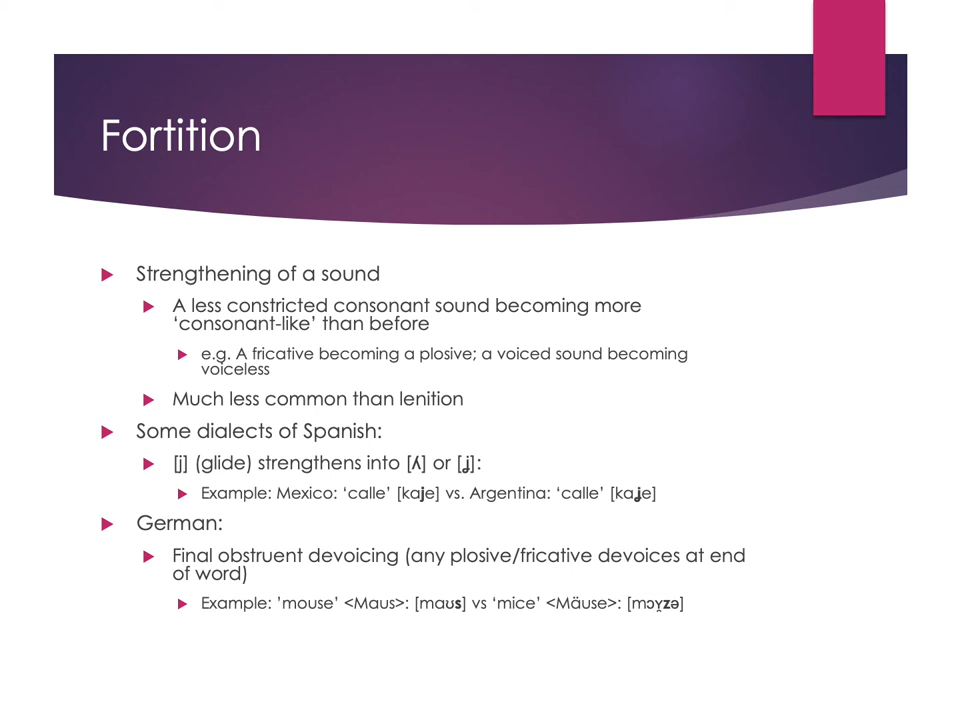 Fortition
Strengthening of a sound
A less constricted consonant sound becoming more
‘consonant-like’ than before
e.g. A fricative becoming a plosive; a voiced sound becoming
voiceless
Much less common than lenition
Some dialects of Spanish:
[j] (glide) strengthens into [ʎ] or [ʝ]:
Example: Mexico: ‘calle’ [kaje] vs. Argentina: ‘calle’ [kaʝe]
German:
Final obstruent devoicing (any plosive/fricative devoices at end
of word)
Example: ’mouse’ <Maus>: [maʊs] vs ‘mice’ <Mäuse>: [mɔʏ̯zə]